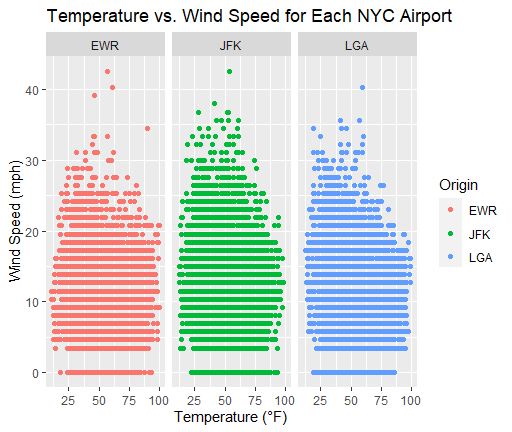 Temperature vs. Wind Speed for Each NYC Airport
EWR JFK LGA
Wind Speed (mph)
40
30
20
10
0
25 50 75 100 25 50 75 100 25 50 75 100
Temperature (°F)
Origin
EWR
JFK
LGA